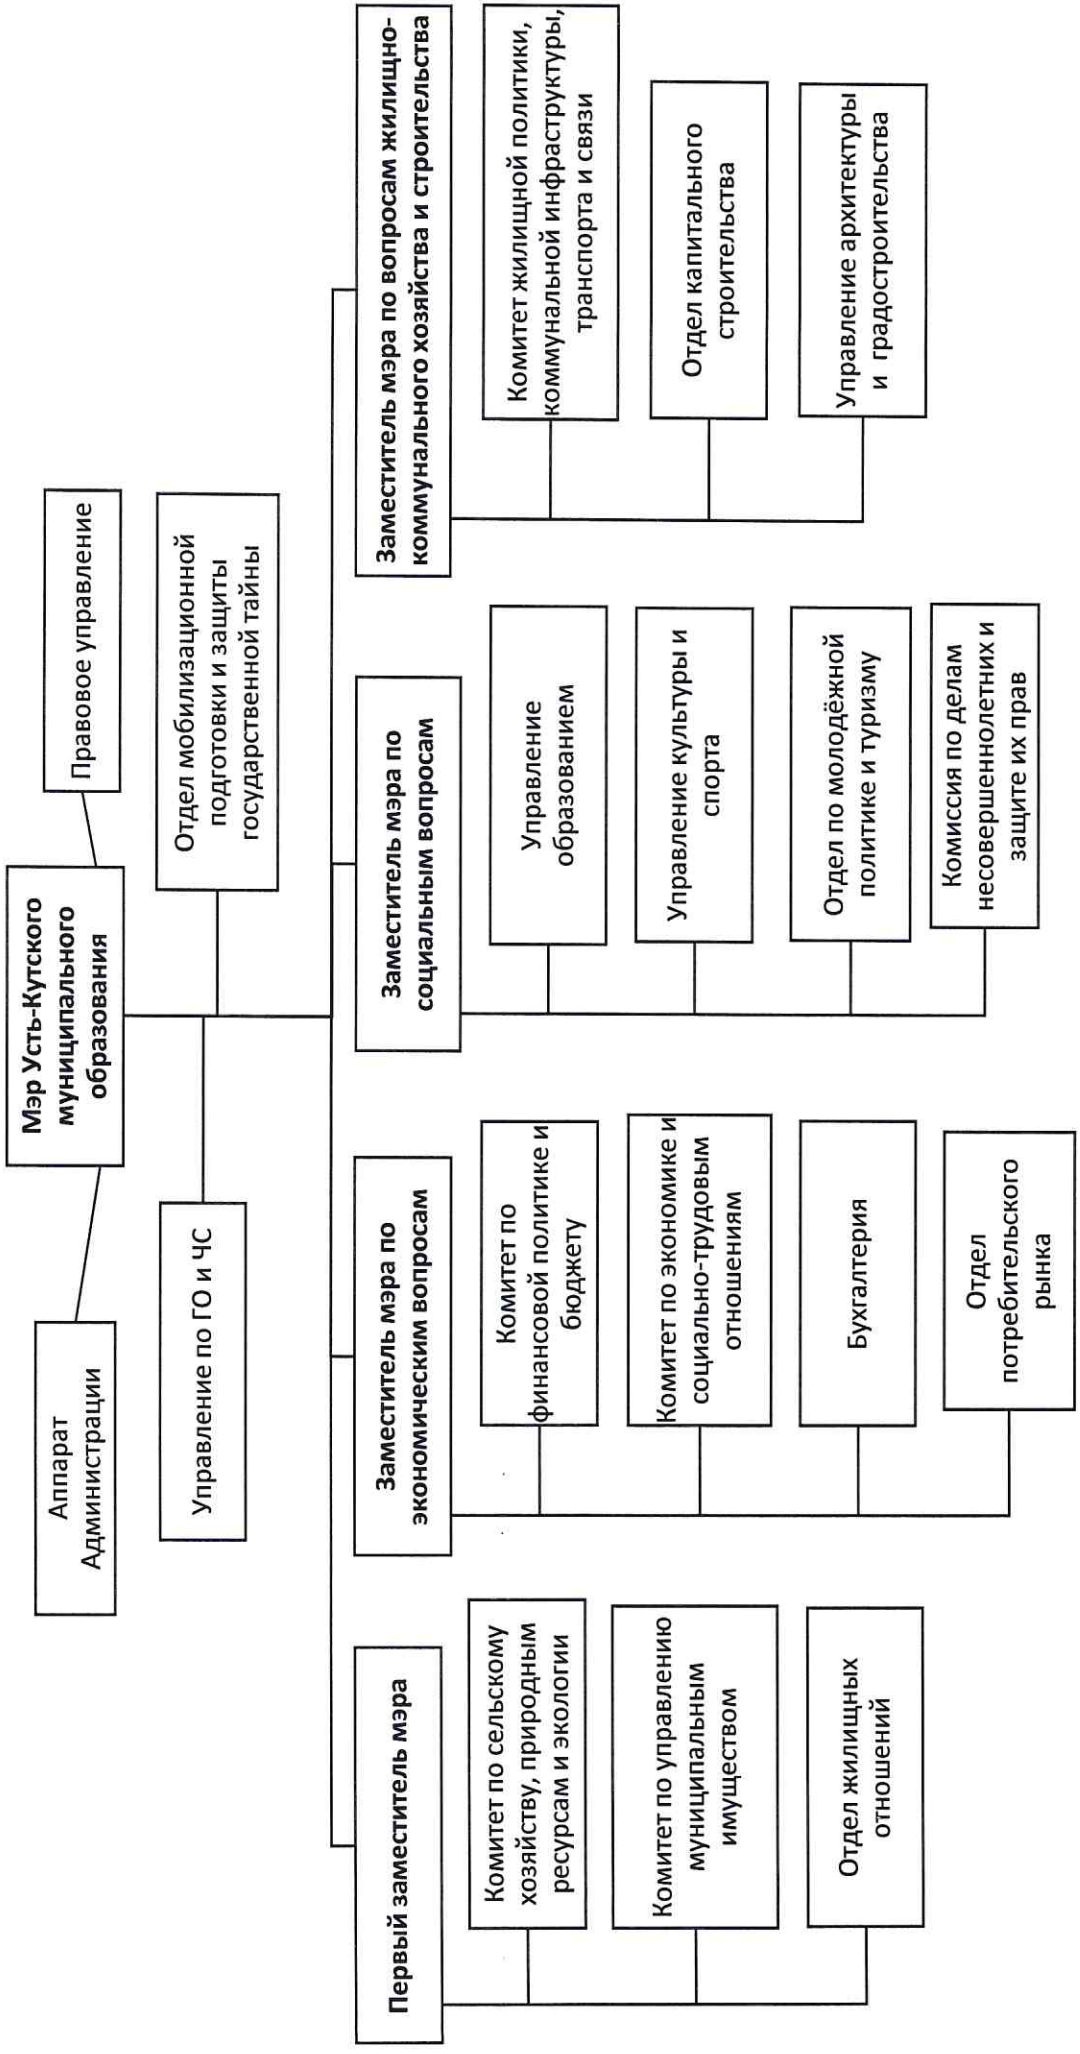 Мэр Усть-Кутского
муниципального
образования
Аппарат
Администрации
Правовое управление
Управление по ГО и ЧС
Отдел мобилизационной
подготовки и защиты
государственной тайны
Первый заместитель мэра
Комитет по сельскому
хозяйству, природным
ресурсам и экологии
Комитет по управлению
муниципальным
имуществом
Отдел жилищных
отношений
Заместитель мэра по
экономическим вопросам
Комитет по
финансовой политике и
бюджету
Комитет по экономике и
социально-трудовым
отношениям
Бухгалтерия
Отдел
потребительского
рынка
Заместитель мэра по
социальным вопросам
Управление
образованием
Управление культуры и
спорта
Отдел по молодёжной
политике и туризму
Комиссия по делам
несовершеннолетних и
защите их прав
Заместитель мэра по вопросам жилищно-
коммунального хозяйства и строительства
Комитет жилищной политики,
коммунальной инфраструктуры,
транспорта и связи
Отдел капитального
строительства
Управление архитектуры
и градостроительства